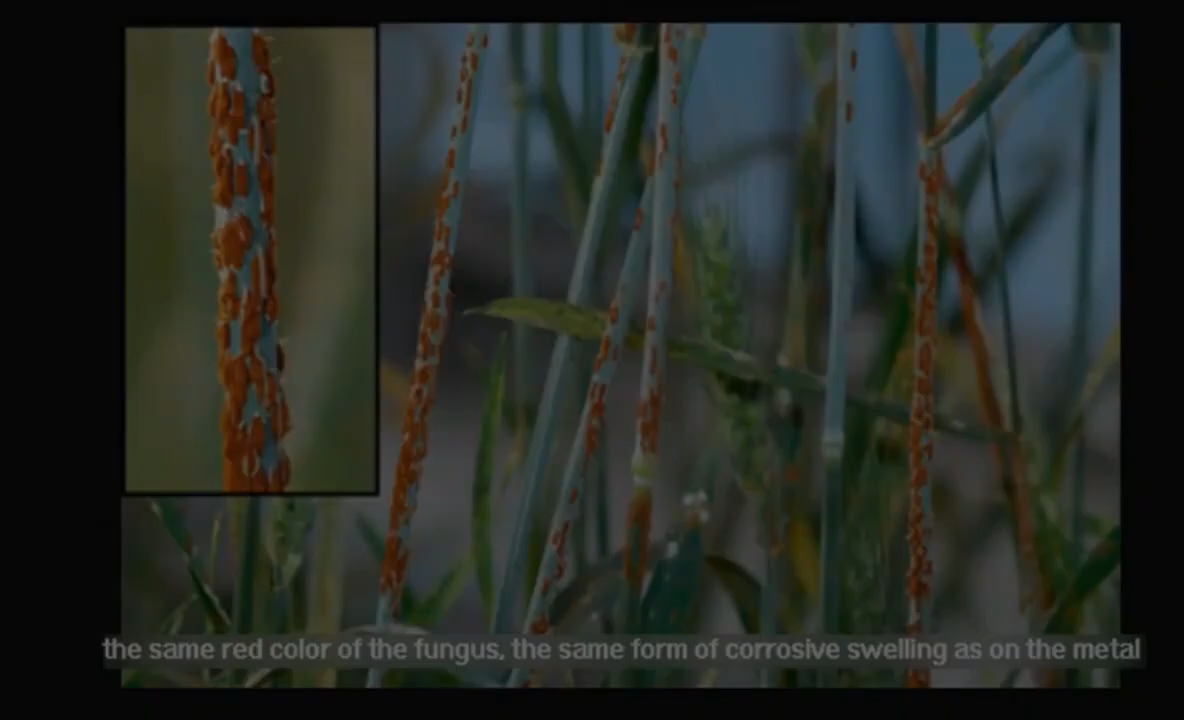 the same red color of the fungus, the same form of corrosive swelling as on the metal